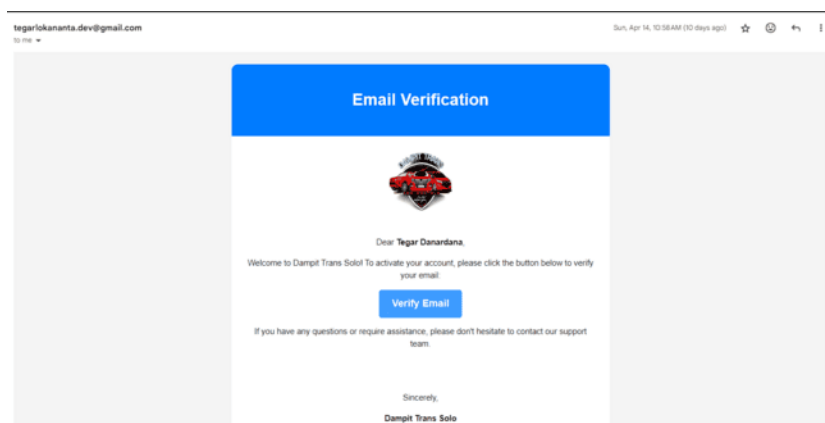 tegarlokananta.dev@gmail.com
Sun, Apr 14, 10:56AM (10 days ago)
to me
Email Verification
Dear Tegar Danardana,
Welcome to Dampit Trans Solo! To activate your account, please click the button below to verify
your email:
Verify Email
If you have any questions or require assistance, please don't hesitate to contact our support
team.
Sincerely,
Dampit Trans Solo